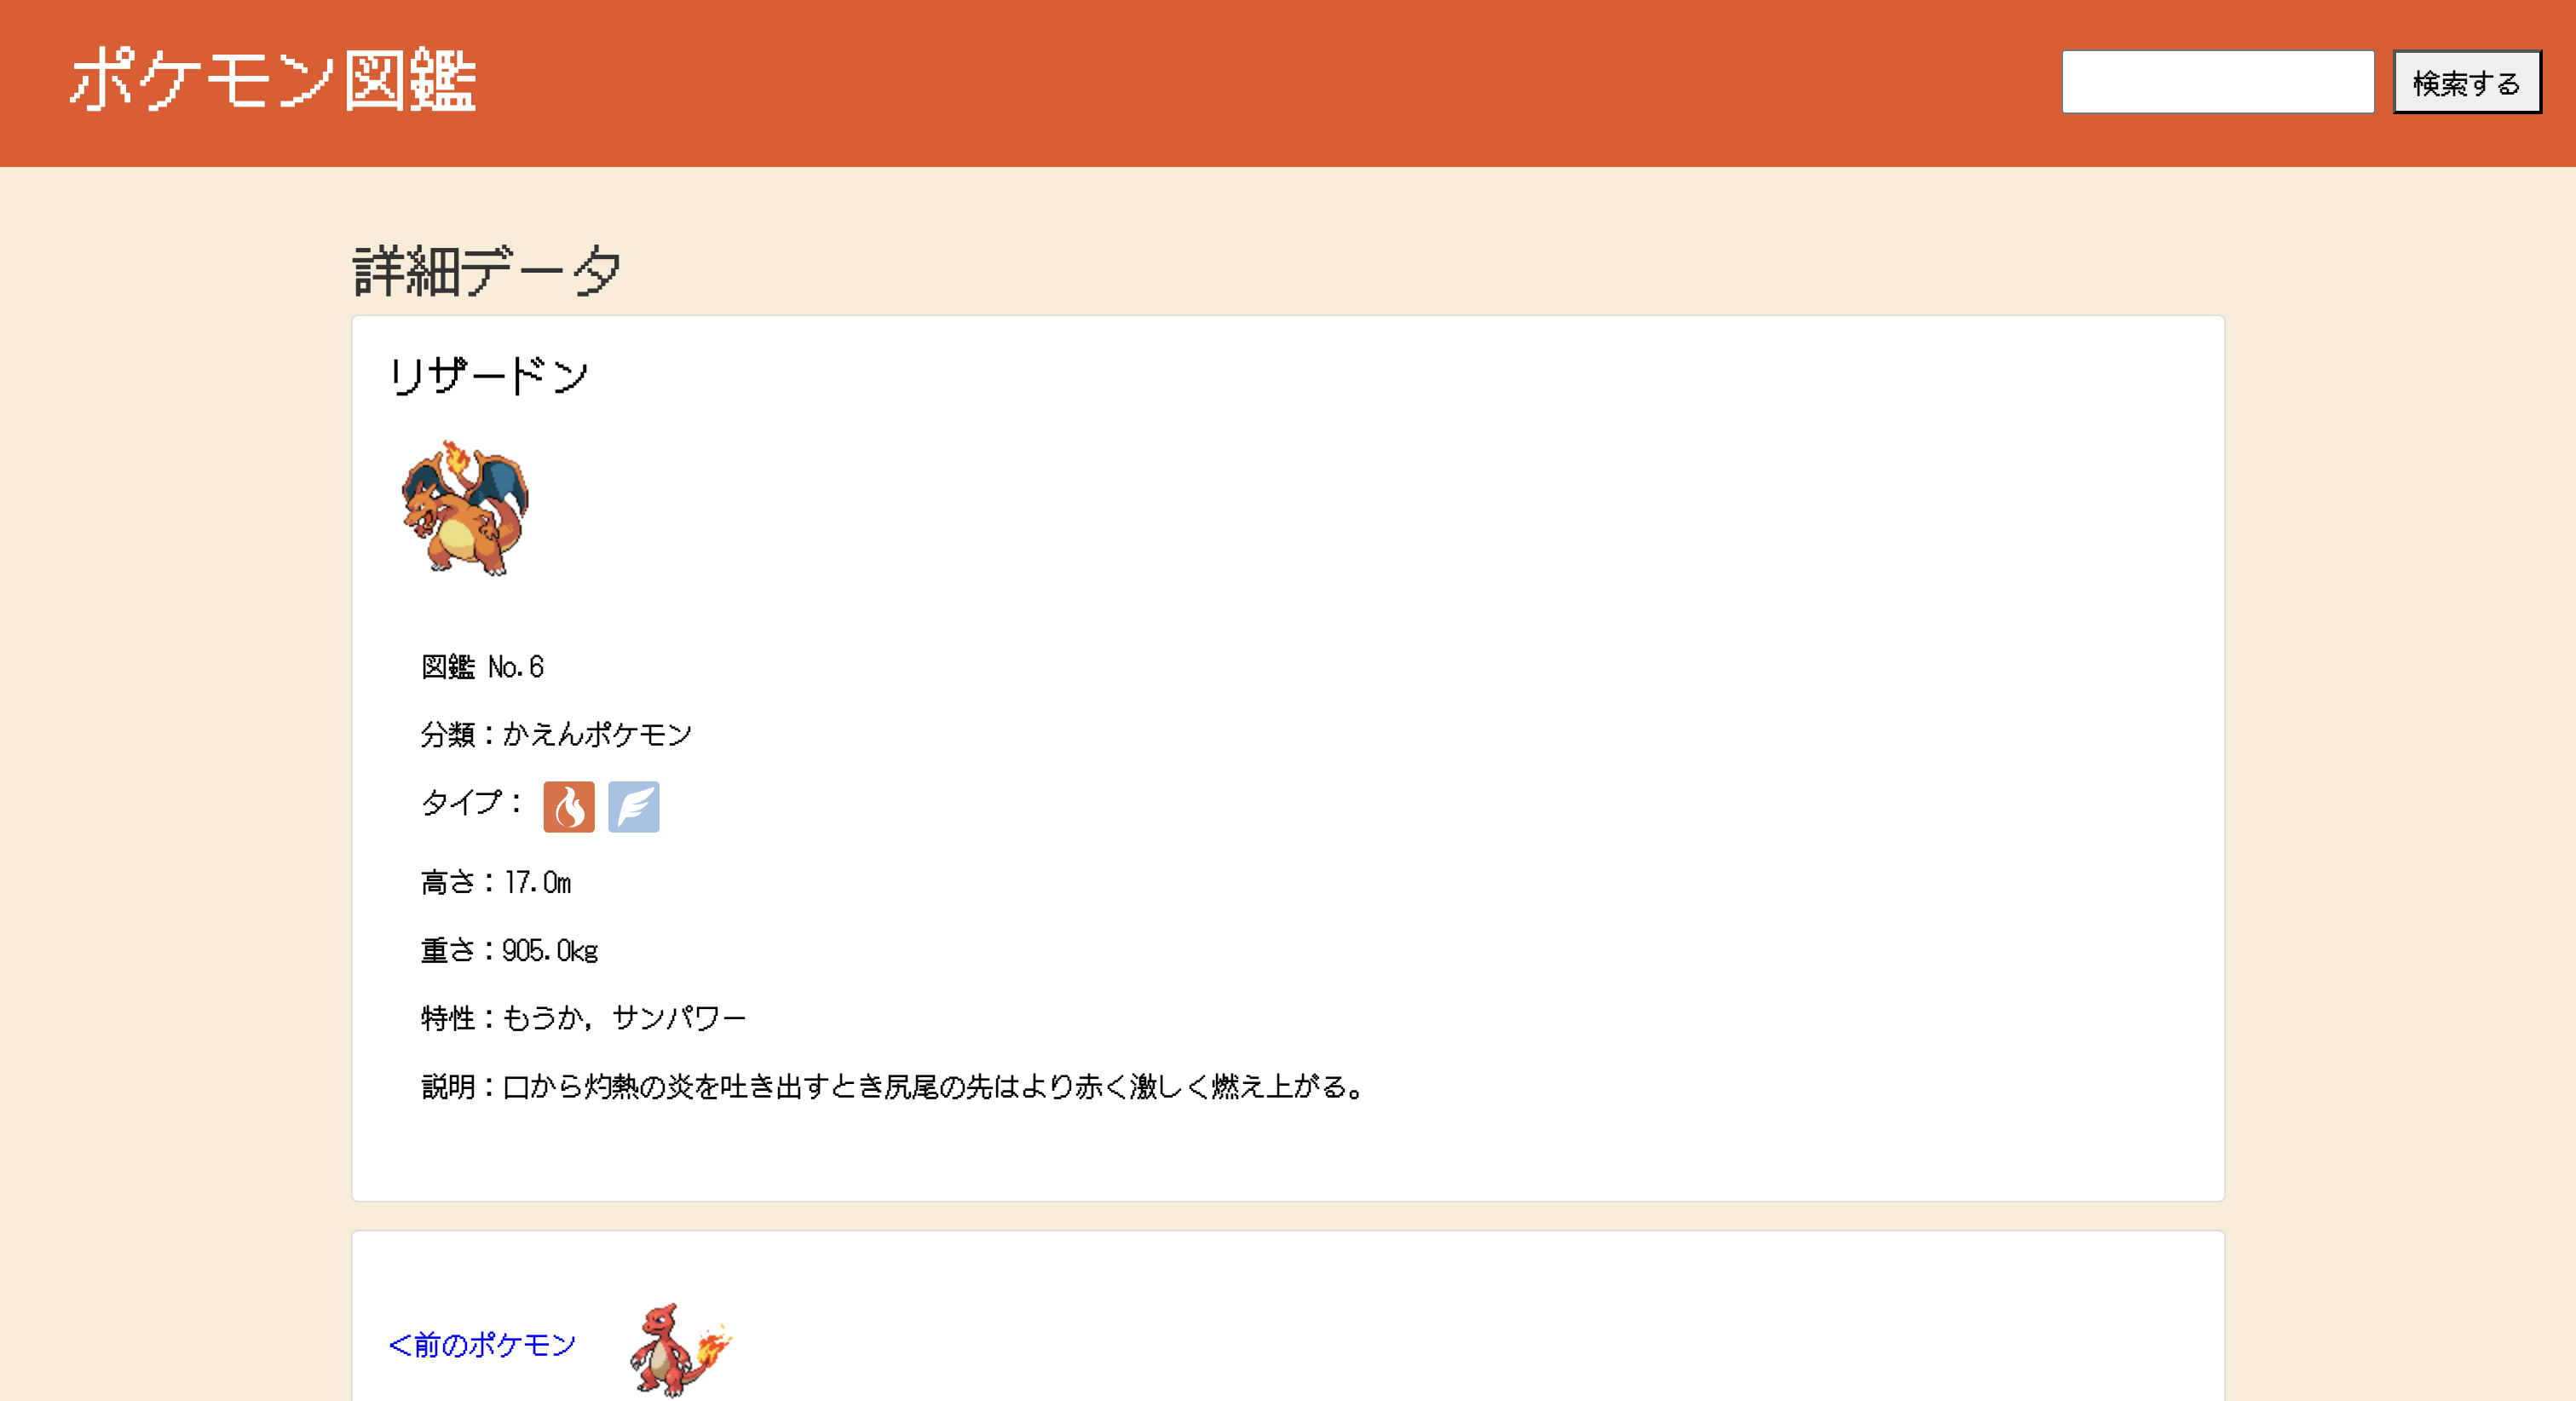 ポケモン図鑑
検索する
詳細データ
リザードン
図鑑 No.6
分類：かえんポケモン
タイプ：
高さ：17.0m
重さ：905.0kg
特性：もうか, サンパワー
説明：口から灼熱の炎を吐き出すとき尻尾の先はより赤く激しく燃え上がる。
＜前のポケモン